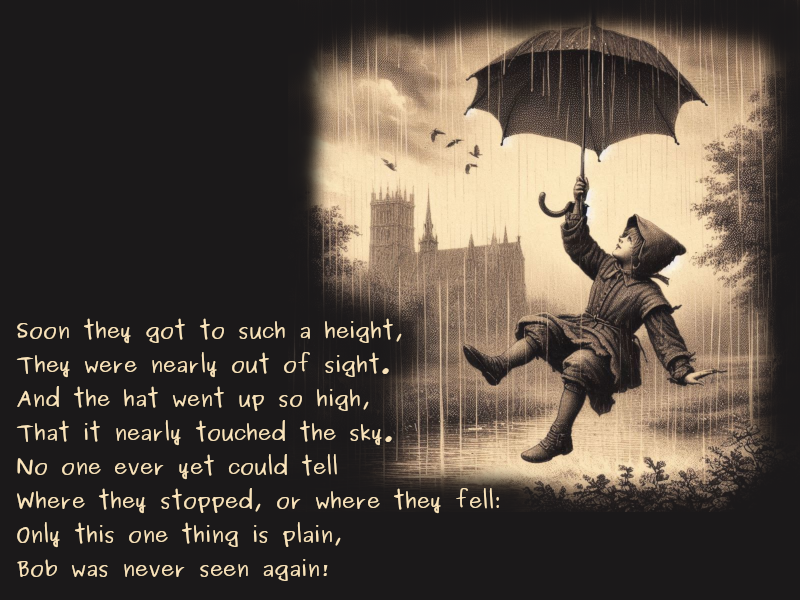 Soon they got to such a height,
They were nearly out of sight.
And the hat went up so high,
That it nearly touched the sky.
No one ever yet could tell
Where they stopped, or where they fell:
Only this one thing is plain,
Bob was never seen again!